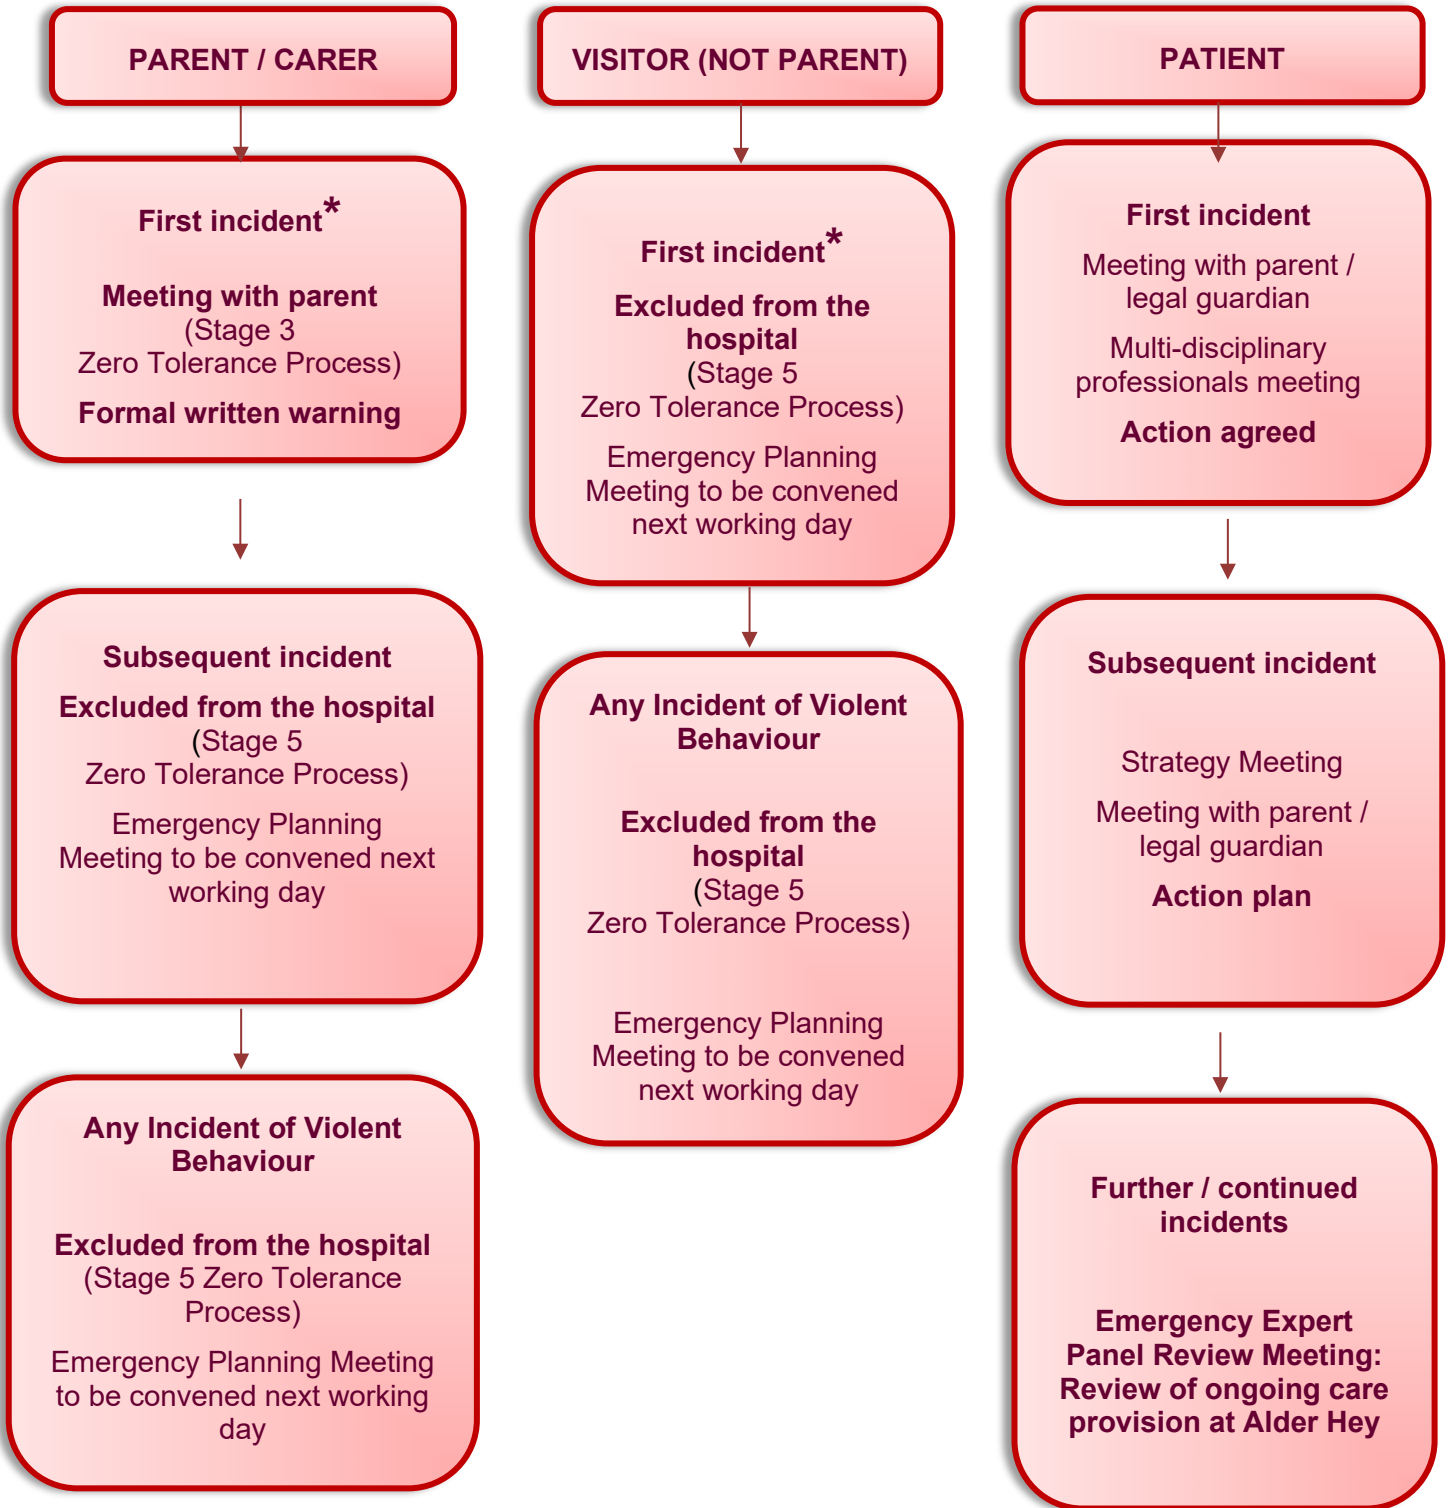 PARENT / CARER
First incident*
Meeting with parent
(Stage 3
Zero Tolerance Process)
Formal written warning
Subsequent incident
Excluded from the hospital
(Stage 5
Zero Tolerance Process)
Emergency Planning
Meeting to be convened next
working day
Any Incident of Violent
Behaviour
Excluded from the hospital
(Stage 5 Zero Tolerance
Process)
Emergency Planning Meeting
to be convened next working
day
VISITOR (NOT PARENT)
First incident*
Excluded from the
hospital
(Stage 5
Zero Tolerance Process)
Emergency Planning
Meeting to be convened
next working day
Any Incident of Violent
Behaviour
Excluded from the
hospital
(Stage 5
Zero Tolerance Process)
Emergency Planning
Meeting to be convened
next working day
PATIENT
First incident
Meeting with parent /
legal guardian
Multi-disciplinary
professionals meeting
Action agreed
Subsequent incident
Strategy Meeting
Meeting with parent /
legal guardian
Action plan
Further / continued
incidents
Emergency Expert
Panel Review Meeting:
Review of ongoing care
provision at Alder Hey